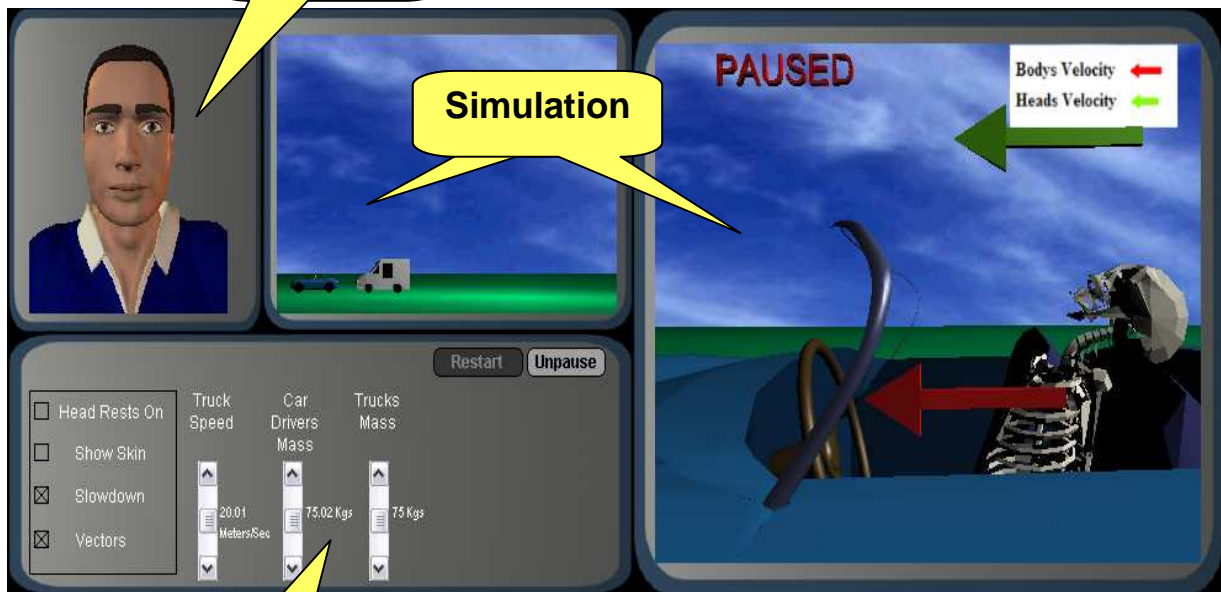 Simulation
PAUSED
Bodys Velocity
Heads Velocity
Restart
Unpause
Head Rests On
Show Skin
Slowdown
Vectors
Truck
Speed
20.01
Meters/Sec
Car
Drivers
Mass
75.02 Kgs
Trucks
Mass
75 Kgs